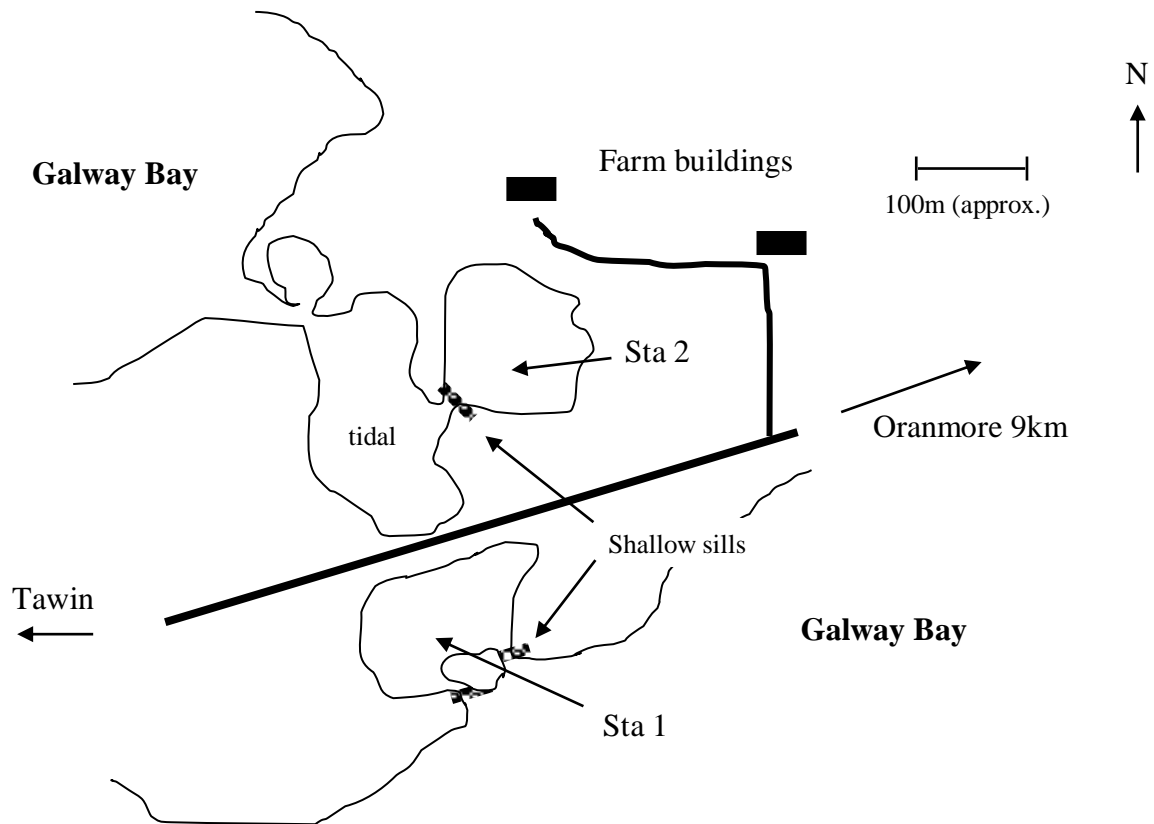 N
Galway Bay
Farm buildings
100m (approx.)
Sta 2
Oranmore 9km
tidal
Shallow sills
Tawin
Galway Bay
Sta 1